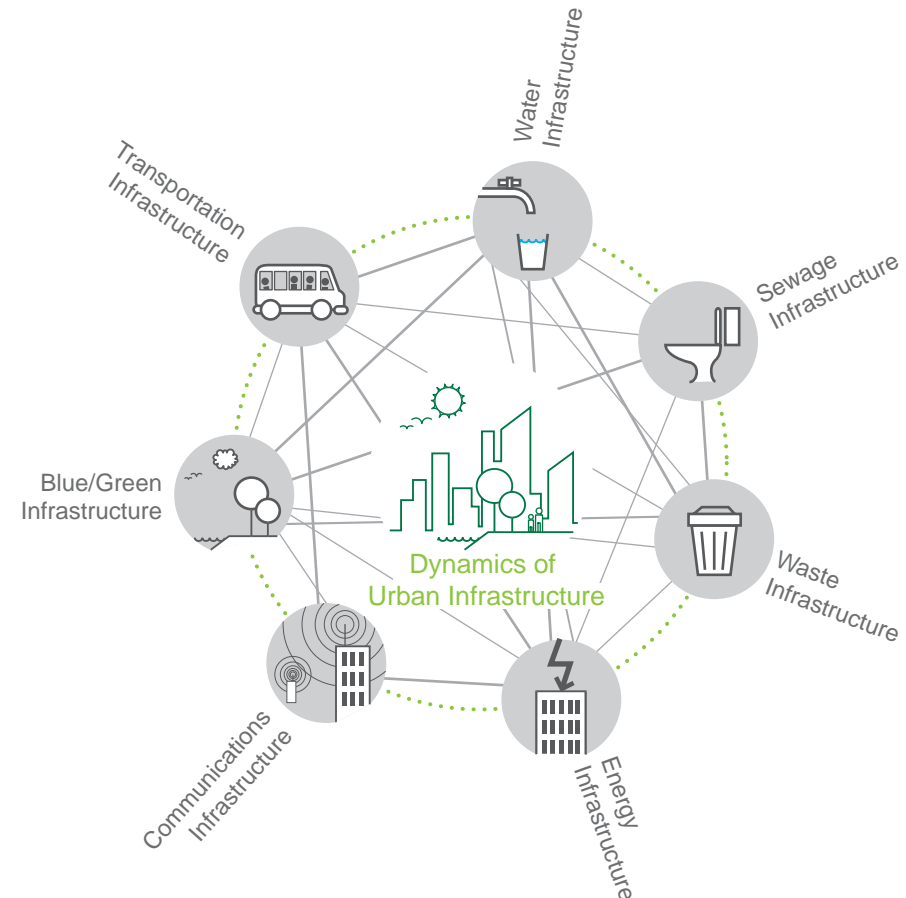 Water
Infrastructure
Transportation
Infrastructure
Sewage
Infrastructure
Blue/Green
Infrastructure
Dynamics of
Urban Infrastructure
Waste
Infrastructure
Communications
Infrastructure
Energy
Infrastructure